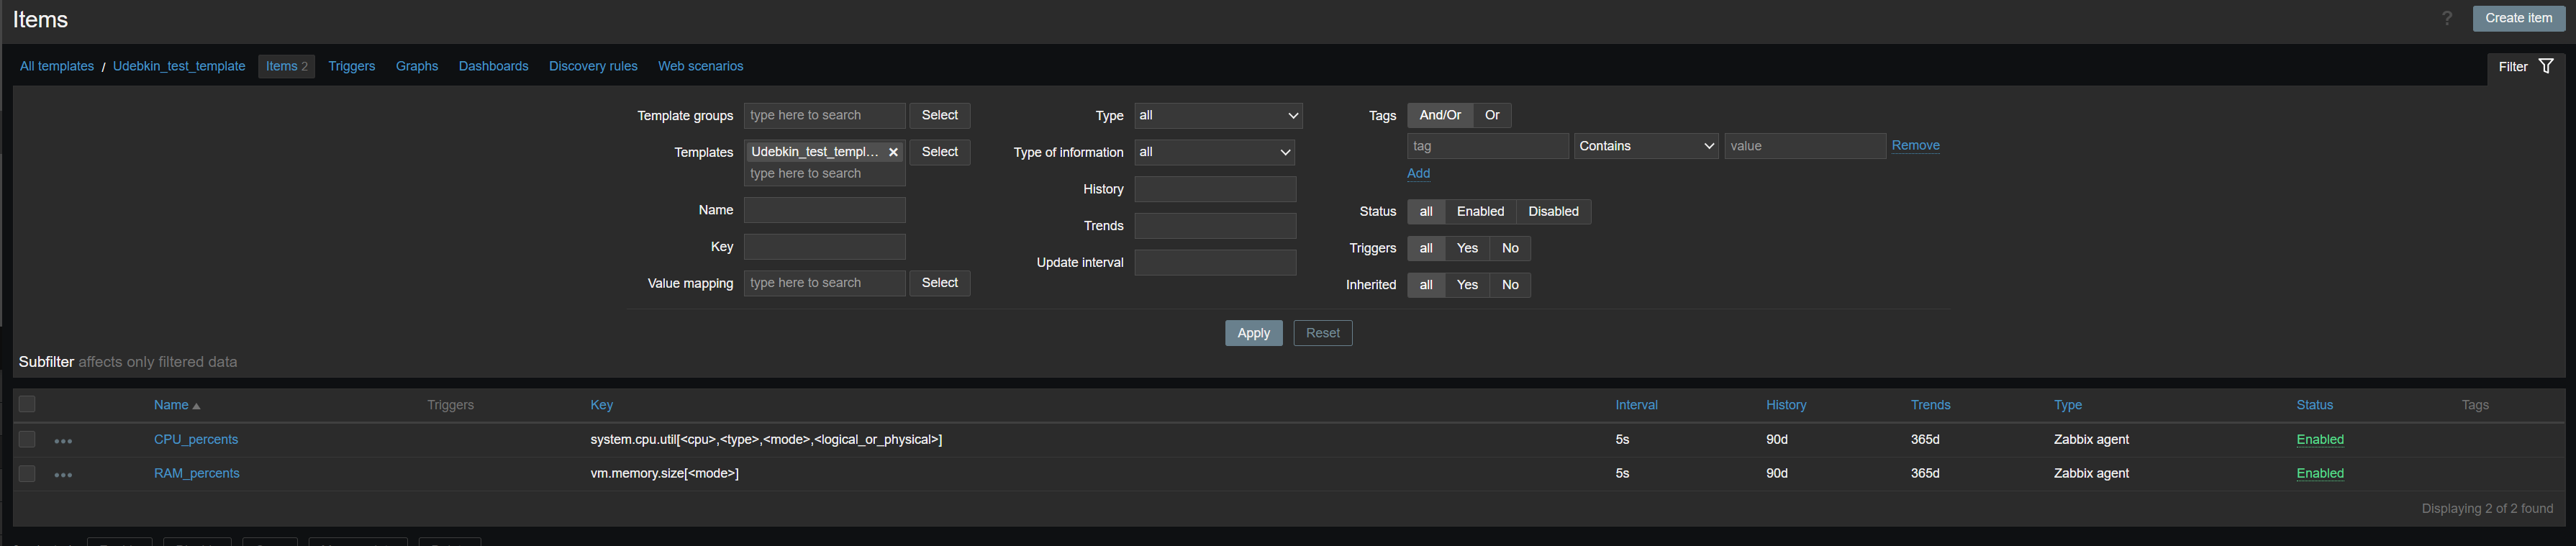 Items
? Create item
All templates / Udebkin_test_template Items 2 Triggers Graphs Dashboards Discovery rules Web scenarios Filter
Template groups type here to search Select Type all Tags And/Or Or
Templates Udebkin_test_templ... Select Type of information all tag Contains value Remove
type here to search Add
Name History Status all Enabled Disabled
Key Trends Triggers all Yes No
Value mapping type here to search Select Update interval Inherited all Yes No
Apply Reset
Subfilter affects only filtered data
Name Triggers Key Interval History Trends Type Status Tags
CPU_percents system.cpu.util[<cpu>,<type>,<mode>,<logical_or_physical>] 5s 90d 365d Zabbix agent Enabled
RAM_percents vm.memory.size[<mode>] 5s 90d 365d Zabbix agent Enabled
Displaying 2 of 2 found